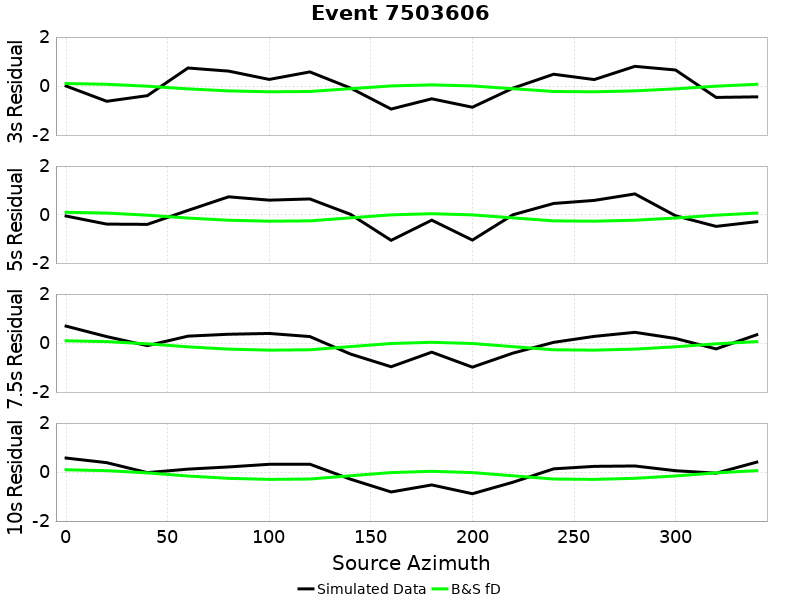 Event 7503606
3s Residual
2
0
-2
5s Residual
2
0
-2
7.5s Residual
2
0
-2
10s Residual
2
0
-2
0 50 100 150 200 250 300
Source Azimuth
Simulated Data B&S fD